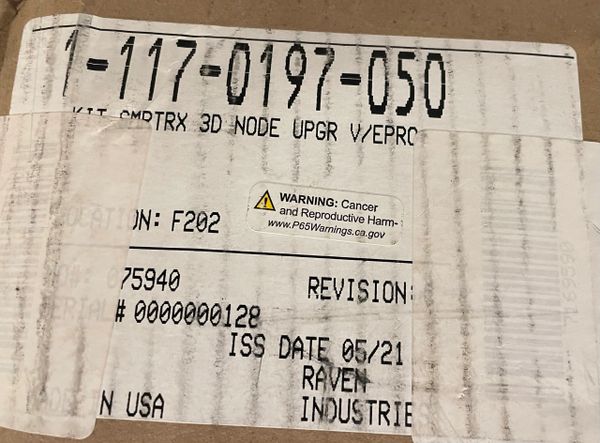 1-117-0197-050
KIT SMRTRX 3D NODE UPGR V/EPRO
WARNING: Cancer
and Reproductive Harm-
www.P65Warnings.ca.gov
F202
75940
REVISION:
# 0000000128
ISS DATE 05/21
RAVEN
N USA
INDUSTRIE